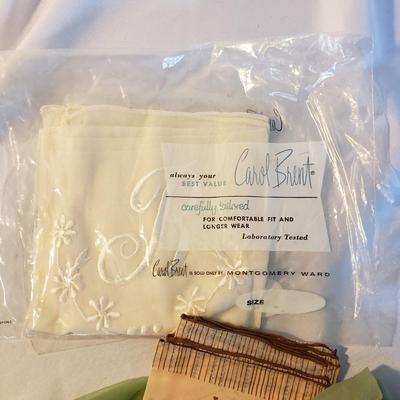 always your
BEST VALUE
Carol Brent®
carefully tailored
FOR COMFORTABLE FIT AND
LONGER WEAR
Laboratory Tested
Carol Brent IS SOLD ONLY BY MONTGOMERY WARD
SIZE